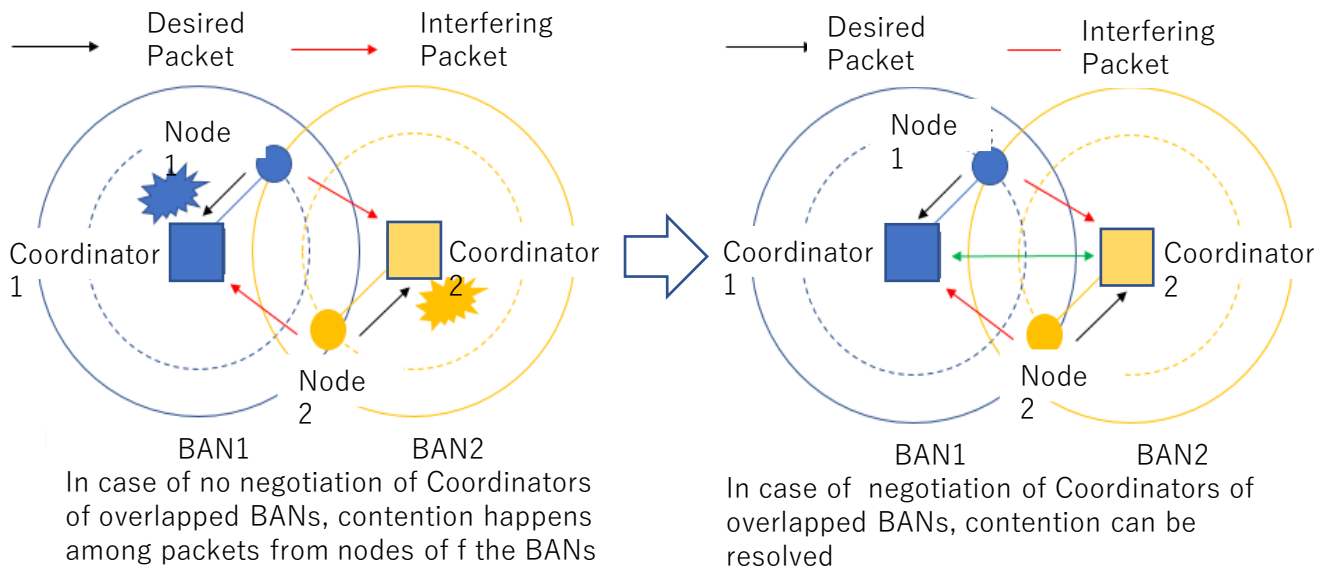 Desired
Packet
Interfering
Packet
Node
1
Coordinator
1
Coordinator
2
Node
2
BAN1
BAN2
In case of no negotiation of Coordinators
of overlapped BANs, contention happens
among packets from nodes of f the BANs
Desired
Packet
Interfering
Packet
Node
1
Coordinator
1
Coordinator
2
Node
2
BAN1
BAN2
In case of  negotiation of Coordinators of
overlapped BANs, contention can be
resolved